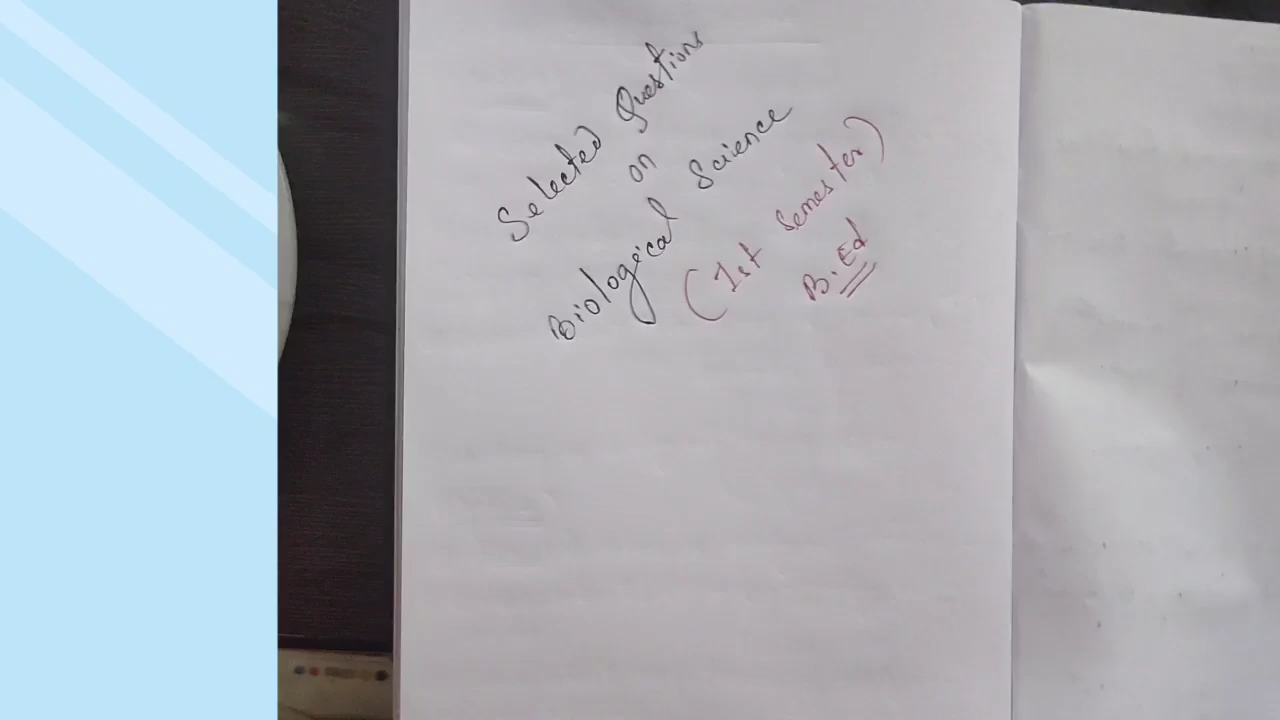 Selected Questions
on
Biological Science
(1st Semester)
B.Ed